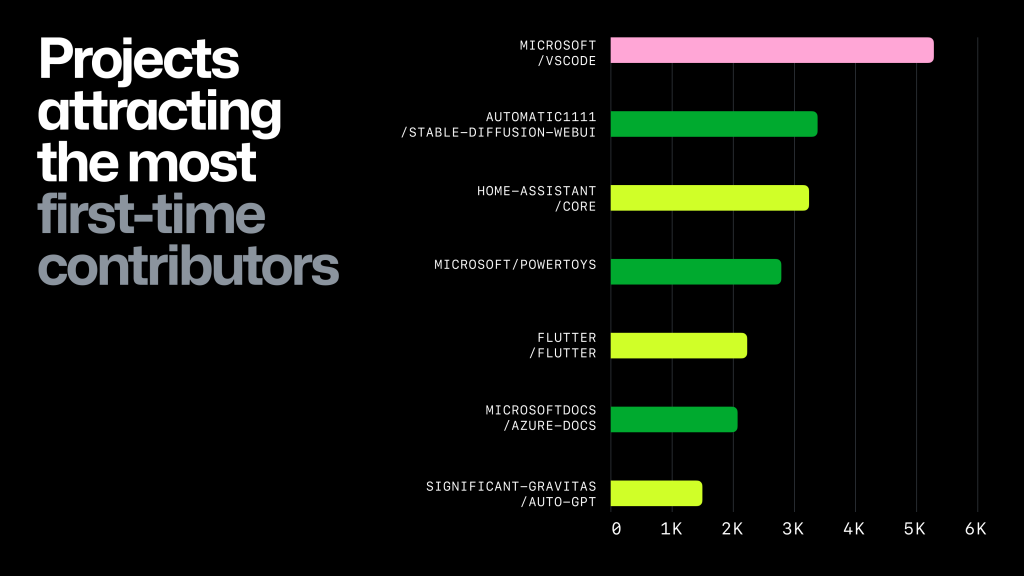 Projects
attracting
the most
first-time
contributors
MICROSOFT
/VSCODE
AUTOMATIC1111
/STABLE-DIFFUSION-WEBUI
HOME-ASSISTANT
/CORE
MICROSOFT/POWERTOYS
FLUTTER
/FLUTTER
MICROSOFTDOCS
/AZURE-DOCS
SIGNIFICANT-GRAVITAS
/AUTO-GPT
0 1K 2K 3K 4K 5K 6K